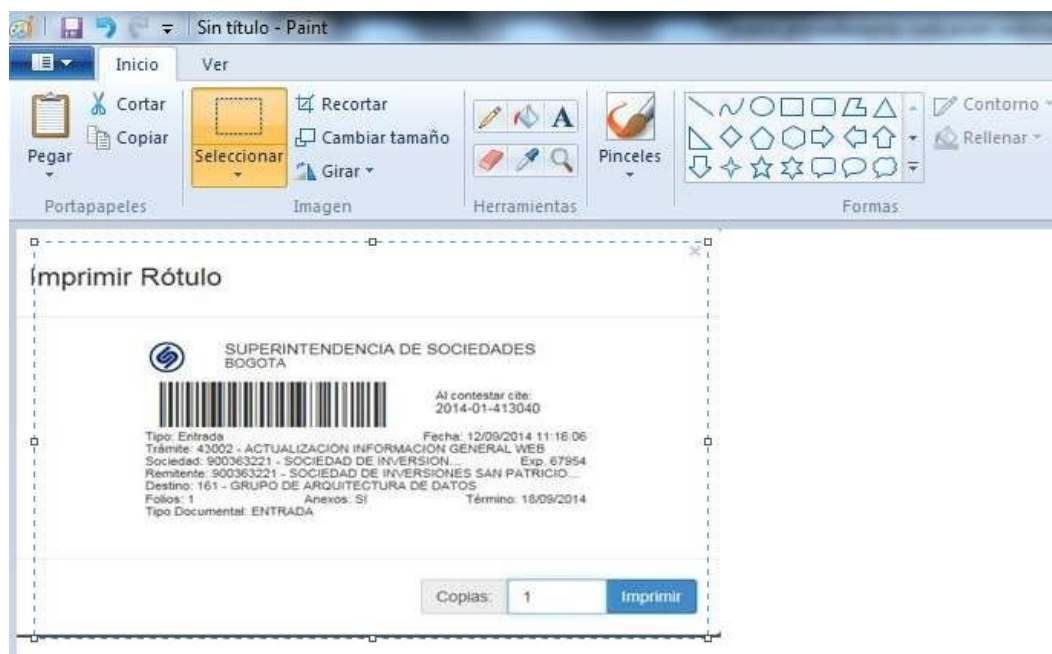 Sin título - Paint
Inicio Ver
Pegar
Cortar
Copiar
Portapapeles
Seleccionar
Recortar
Cambiar tamaño
Girar
Imagen
A
Herramientas
Pinceles
Formas
Contorno
Rellenar
Imprimir Rótulo
×
SUPERINTENDENCIA DE SOCIEDADES
BOGOTA
Al contestar cite:
2014-01-413040
Tipo: Entrada Fecha: 12/09/2014 11:16:06
Trámite: 43002 - ACTUALIZACIÓN INFORMACIÓN GENERAL WEB
Sociedad: 900363221 - SOCIEDAD DE INVERSION... Exp. 67954
Remitente: 900363221 - SOCIEDAD DE INVERSIONES SAN PATRICIO...
Destino: 161 - GRUPO DE ARQUITECTURA DE DATOS
Folios: 1 Anexos: SI Término: 18/09/2014
Tipo Documental: ENTRADA
Copias: 1 Imprimir